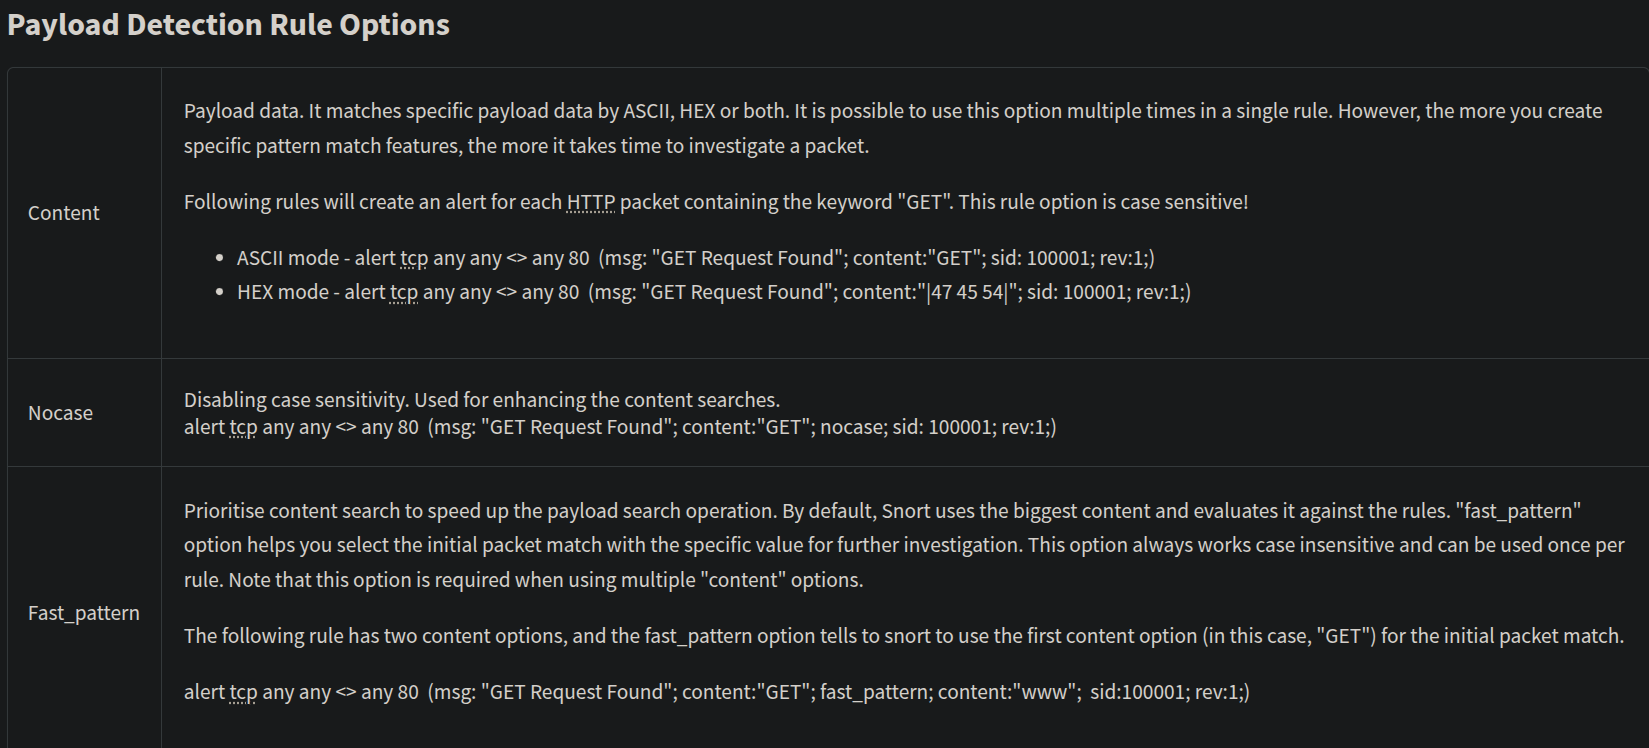 Payload Detection Rule Options
Content
Payload data. It matches specific payload data by ASCII, HEX or both. It is possible to use this option multiple times in a single rule. However, the more you create
specific pattern match features, the more it takes time to investigate a packet.
Following rules will create an alert for each HTTP packet containing the keyword "GET". This rule option is case sensitive!
• ASCII mode - alert tcp any any <> any 80  (msg: "GET Request Found"; content:"GET"; sid: 100001; rev:1;)
• HEX mode - alert tcp any any <> any 80  (msg: "GET Request Found"; content:"|47 45 54|"; sid: 100001; rev:1;)
Nocase
Disabling case sensitivity. Used for enhancing the content searches.
alert tcp any any <> any 80  (msg: "GET Request Found"; content:"GET"; nocase; sid: 100001; rev:1;)
Fast_pattern
Prioritise content search to speed up the payload search operation. By default, Snort uses the biggest content and evaluates it against the rules. "fast_pattern"
option helps you select the initial packet match with the specific value for further investigation. This option always works case insensitive and can be used once per
rule. Note that this option is required when using multiple "content" options.
The following rule has two content options, and the fast_pattern option tells to snort to use the first content option (in this case, "GET") for the initial packet match.
alert tcp any any <> any 80  (msg: "GET Request Found"; content:"GET"; fast_pattern; content:"www";  sid:100001; rev:1;)